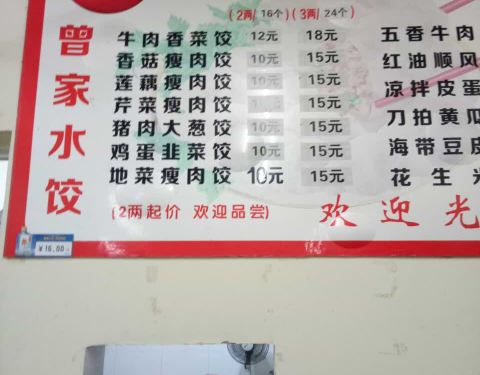 曾家水饺
(2两/16个)(3两/24个)
牛肉香菜饺 12元 18元 五香牛肉
香菇瘦肉饺 10元 15元 红油顺风
莲藕瘦肉饺 10元 15元 凉拌皮蛋
芹菜瘦肉饺 15元 刀拍黄瓜
猪肉大葱饺 10元 15元 海带豆皮
鸡蛋韭菜饺 10元 15元 花生
地菜瘦肉饺 10元 15元
(2两起价 欢迎品尝) 欢迎光
¥16.00